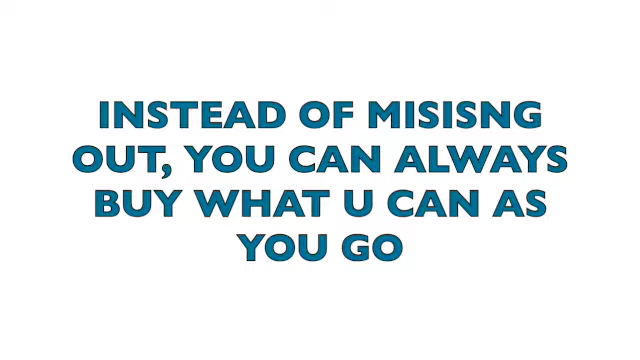 INSTEAD OF MISISNG
OUT, YOU CAN ALWAYS
BUY WHAT U CAN AS
YOU GO